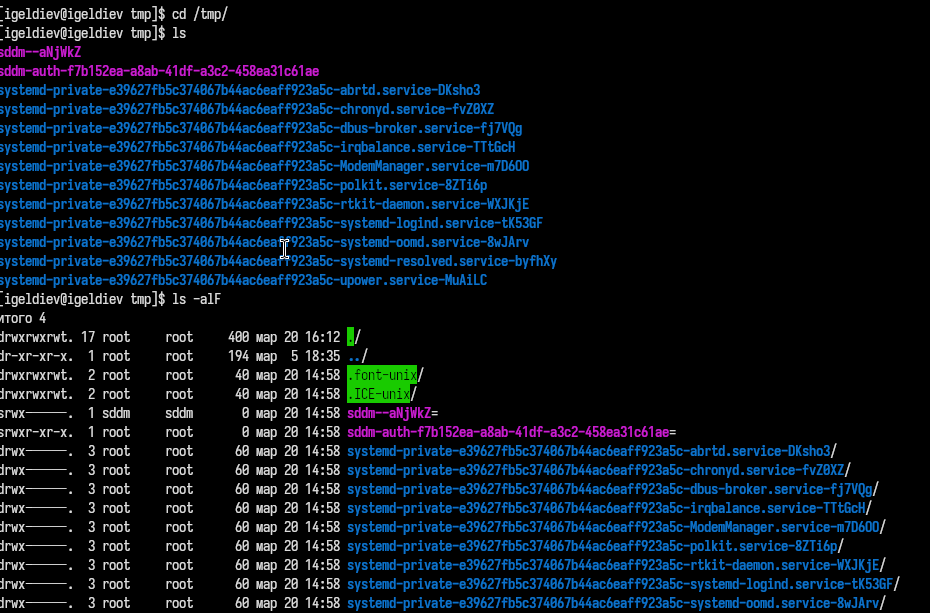 [igeldiev@igeldiev tmp]$ cd /tmp/
[igeldiev@igeldiev tmp]$ ls
sddm--aNjWkZ
sddm-auth-f7b152ea-a8ab-41df-a3c2-458ea31c61ae
systemd-private-e39627fb5c374067b44ac6eaff923a5c-abrtd.service-DKsho3
systemd-private-e39627fb5c374067b44ac6eaff923a5c-chronyd.service-fvZ0XZ
systemd-private-e39627fb5c374067b44ac6eaff923a5c-dbus-broker.service-fj7VQg
systemd-private-e39627fb5c374067b44ac6eaff923a5c-irqbalance.service-TTtGcH
systemd-private-e39627fb5c374067b44ac6eaff923a5c-ModemManager.service-m7D6OO
systemd-private-e39627fb5c374067b44ac6eaff923a5c-polkit.service-8ZTi6p
systemd-private-e39627fb5c374067b44ac6eaff923a5c-rtkit-daemon.service-WXJKjE
systemd-private-e39627fb5c374067b44ac6eaff923a5c-systemd-logind.service-tK53GF
systemd-private-e39627fb5c374067b44ac6eaff923a5c-systemd-oomd.service-8wJArv
systemd-private-e39627fb5c374067b44ac6eaff923a5c-systemd-resolved.service-byfhXy
systemd-private-e39627fb5c374067b44ac6eaff923a5c-upower.service-MuAiLC
[igeldiev@igeldiev tmp]$ ls -alF
итого 4
drwxrwxrwt. 17 root root 400 мар 20 16:12 ./
dr-xr-xr-x. 1 root root 194 мар 5 18:35 ../
drwxrwxrwt. 2 root root 40 мар 20 14:58 .font-unix/
drwxrwxrwt. 2 root root 40 мар 20 14:58 .ICE-unix/
srwx------. 1 sddm sddm 0 мар 20 14:58 sddm--aNjWkZ=
srwxr-xr-x. 1 root root 0 мар 20 14:58 sddm-auth-f7b152ea-a8ab-41df-a3c2-458ea31c61ae=
drwx------. 3 root root 60 мар 20 14:58 systemd-private-e39627fb5c374067b44ac6eaff923a5c-abrtd.service-DKsho3/
drwx------. 3 root root 60 мар 20 14:58 systemd-private-e39627fb5c374067b44ac6eaff923a5c-chronyd.service-fvZ0XZ/
drwx------. 3 root root 60 мар 20 14:58 systemd-private-e39627fb5c374067b44ac6eaff923a5c-dbus-broker.service-fj7VQg/
drwx------. 3 root root 60 мар 20 14:58 systemd-private-e39627fb5c374067b44ac6eaff923a5c-irqbalance.service-TTtGcH/
drwx------. 3 root root 60 мар 20 14:58 systemd-private-e39627fb5c374067b44ac6eaff923a5c-ModemManager.service-m7D6OO/
drwx------. 3 root root 60 мар 20 14:58 systemd-private-e39627fb5c374067b44ac6eaff923a5c-polkit.service-8ZTi6p/
drwx------. 3 root root 60 мар 20 14:58 systemd-private-e39627fb5c374067b44ac6eaff923a5c-rtkit-daemon.service-WXJKjE/
drwx------. 3 root root 60 мар 20 14:58 systemd-private-e39627fb5c374067b44ac6eaff923a5c-systemd-logind.service-tK53GF/
drwx------. 3 root root 60 мар 20 14:58 systemd-private-e39627fb5c374067b44ac6eaff923a5c-systemd-oomd.service-8wJArv/